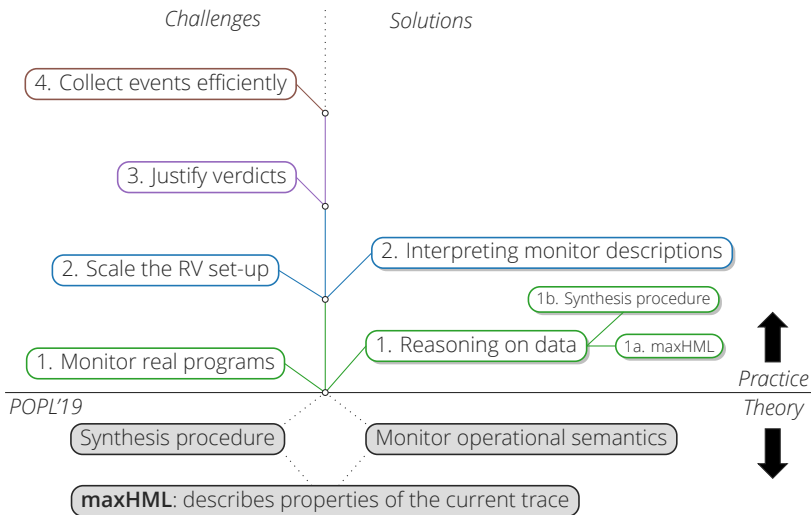 Challenges
Solutions
4. Collect events efficiently
3. Justify verdicts
2. Interpreting monitor descriptions
2. Scale the RV set-up
1b. Synthesis procedure
1. Reasoning on data
1a. maxHML
1. Monitor real programs
Practice
POPL'19
Theory
Synthesis procedure
Monitor operational semantics
maxHML: describes properties of the current trace